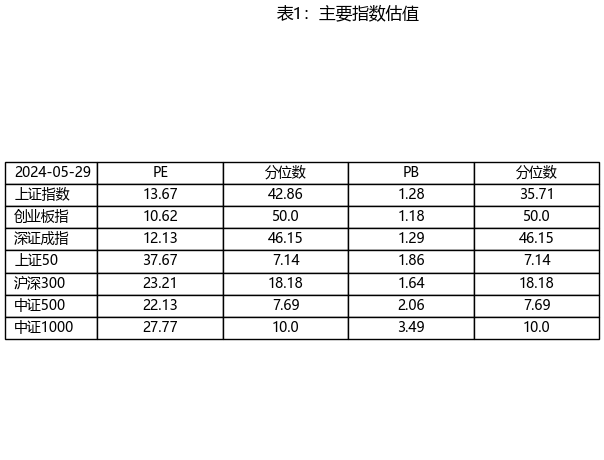 表1：主要指数估值
2024-05-29 PE 分位数 PB 分位数
上证指数 13.67 42.86 1.28 35.71
创业板指 10.62 50.0 1.18 50.0
深证成指 12.13 46.15 1.29 46.15
上证50 37.67 7.14 1.86 7.14
沪深300 23.21 18.18 1.64 18.18
中证500 22.13 7.69 2.06 7.69
中证1000 27.77 10.0 3.49 10.0